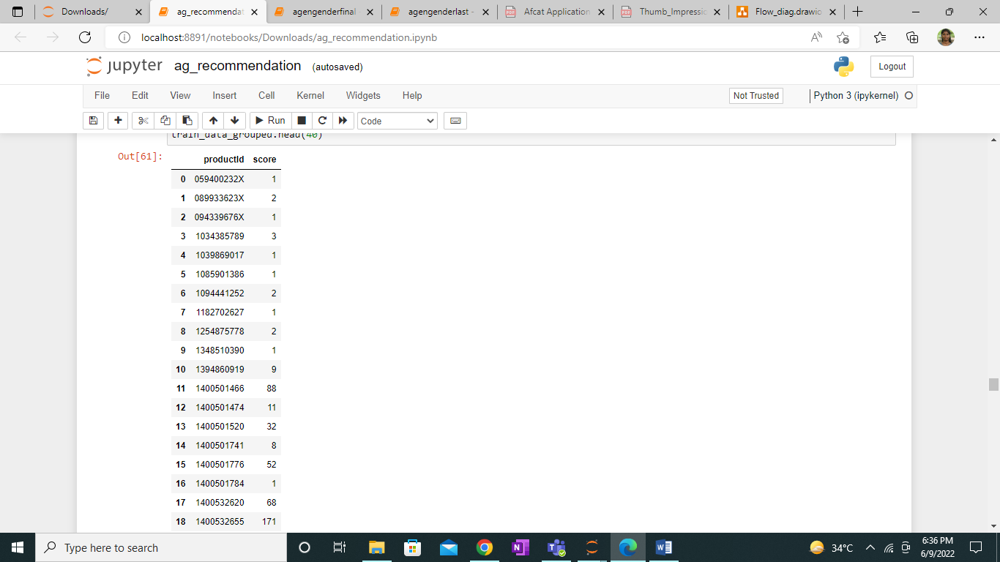 Downloads/ ag_recommendat agengenderfinal - agengenderlast - Afcat Application Thumb_Impressio Flow_diag.drawio
localhost:8891/notebooks/Downloads/ag_recommendation.ipynb
jupyter ag_recommendation (autosaved) Logout
File Edit View Insert Cell Kernel Widgets Help Not Trusted Python 3 (ipykernel)
Run Code
train_data_grouped.head(40)
Out[61]:
productId score
0 059400232X 1
1 089933623X 2
2 094339676X 1
3 1034385789 3
4 1039869017 1
5 1085901386 1
6 1094441252 2
7 1182702627 1
8 1254875778 2
9 1348510390 1
10 1394860919 9
11 1400501466 88
12 1400501474 11
13 1400501520 32
14 1400501741 8
15 1400501776 52
16 1400501784 1
17 1400532620 68
18 1400532655 171
Type here to search 34°C 6:36 PM
6/9/2022